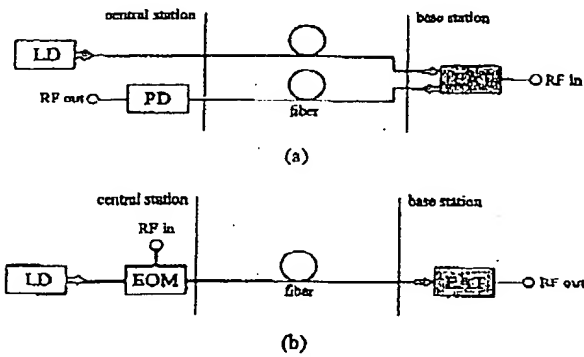 central station
base station
LD
RF in
RF out
PD
fiber
(a)
central station
base station
RF in
LD
EOM
fiber
RF out
(b)